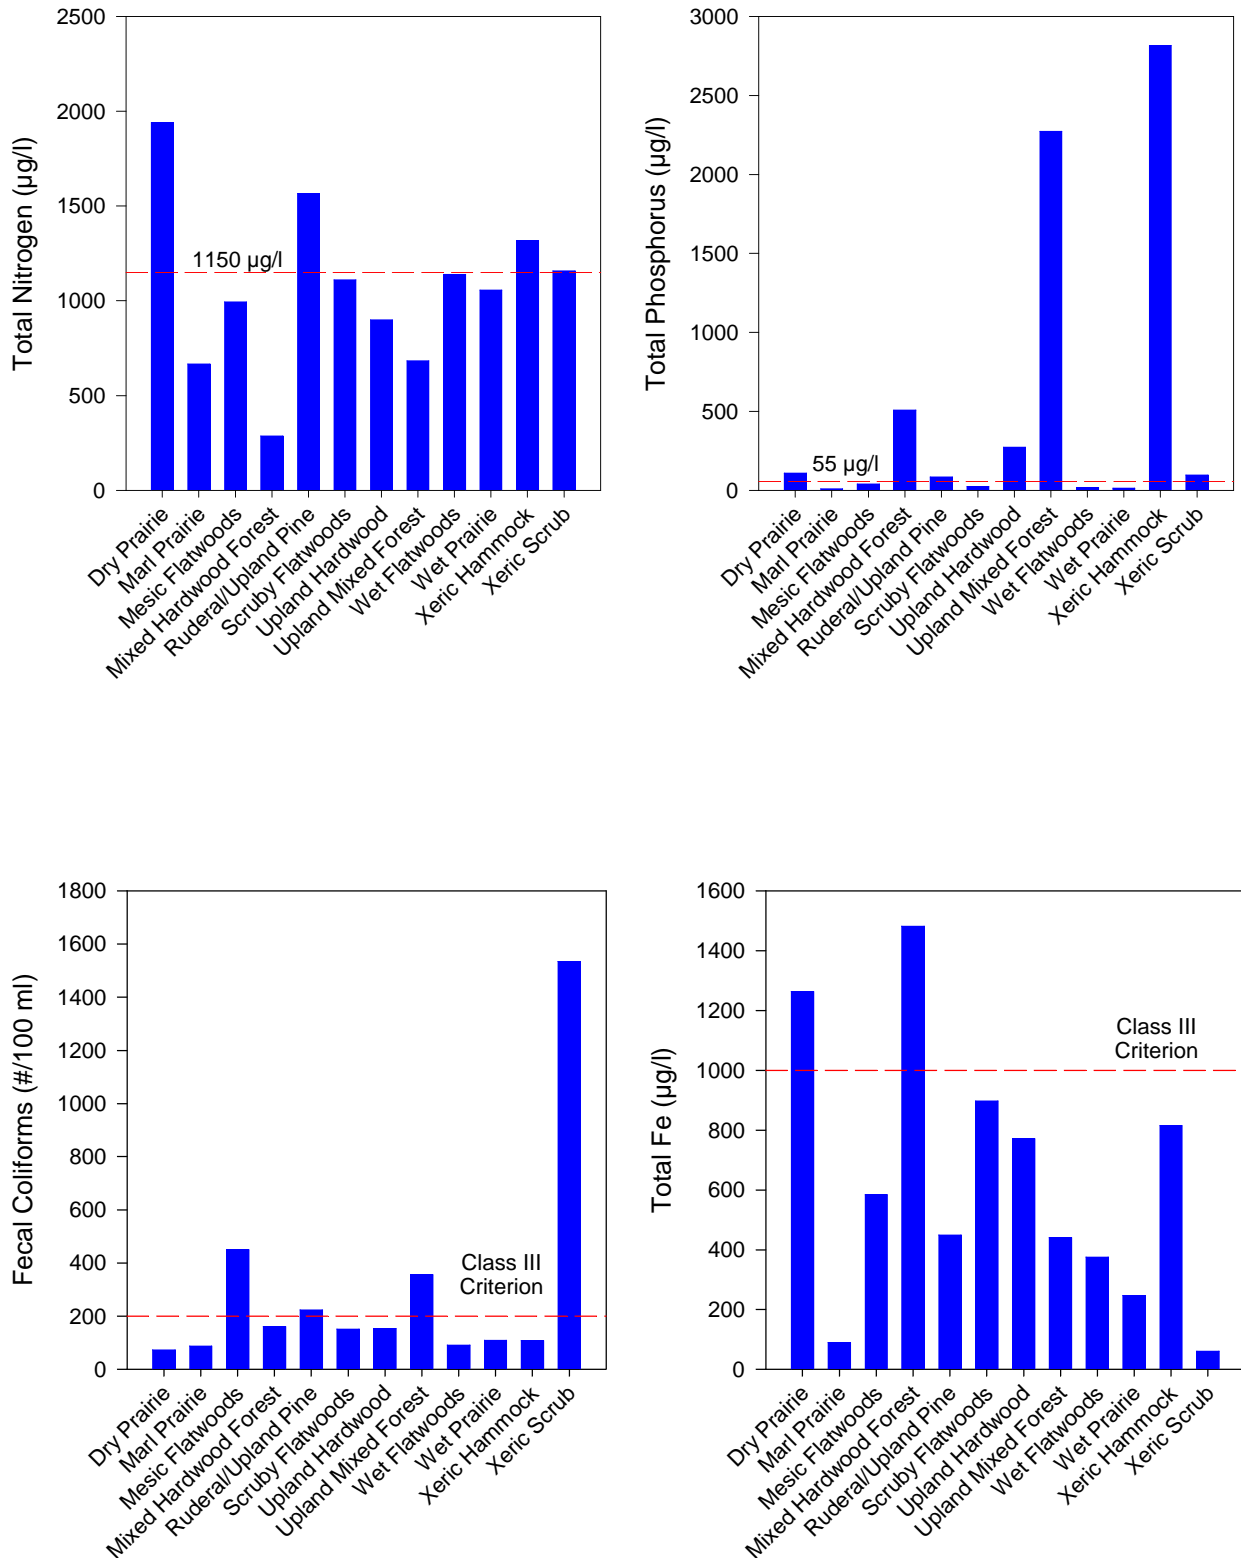 2500
2000
1500
1000
500
0
Total Nitrogen (µg/l)
1150 µg/l
Dry Prairie
Marl Prairie
Mesic Flatwoods
Mixed Hardwood Forest
Ruderal/Upland Pine
Scruby Flatwoods
Upland Hardwood
Upland Mixed Forest
Wet Flatwoods
Wet Prairie
Xeric Hammock
Xeric Scrub
3000
2500
2000
1500
1000
500
0
Total Phosphorus (µg/l)
55 µg/l
Dry Prairie
Marl Prairie
Mesic Flatwoods
Mixed Hardwood Forest
Ruderal/Upland Pine
Scruby Flatwoods
Upland Hardwood
Upland Mixed Forest
Wet Flatwoods
Wet Prairie
Xeric Hammock
Xeric Scrub
1800
1600
1400
1200
1000
800
600
400
200
0
Fecal Coliforms (#/100 ml)
Class III
Criterion
Dry Prairie
Marl Prairie
Mesic Flatwoods
Mixed Hardwood Forest
Ruderal/Upland Pine
Scruby Flatwoods
Upland Hardwood
Upland Mixed Forest
Wet Flatwoods
Wet Prairie
Xeric Hammock
Xeric Scrub
1600
1400
1200
1000
800
600
400
200
0
Total Fe (µg/l)
Class III
Criterion
Dry Prairie
Marl Prairie
Mesic Flatwoods
Mixed Hardwood Forest
Ruderal/Upland Pine
Scruby Flatwoods
Upland Hardwood
Upland Mixed Forest
Wet Flatwoods
Wet Prairie
Xeric Hammock
Xeric Scrub